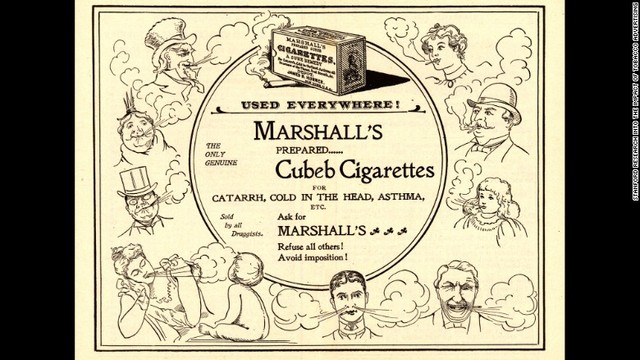 MARSHALL'S
CIGARETTES,
A SURE REMEDY
USED EVERYWHERE!
MARSHALL'S
THE ONLY GENUINE
PREPARED......
Cubeb Cigarettes
FOR
CATARRH, COLD IN THE HEAD, ASTHMA,
ETC.
Sold
by all
Druggists.
Ask for
MARSHALL'S
Refuse all others!
Avoid imposition!
STANFORD RESEARCH INTO THE IMPACT OF TOBACCO ADVERTISING